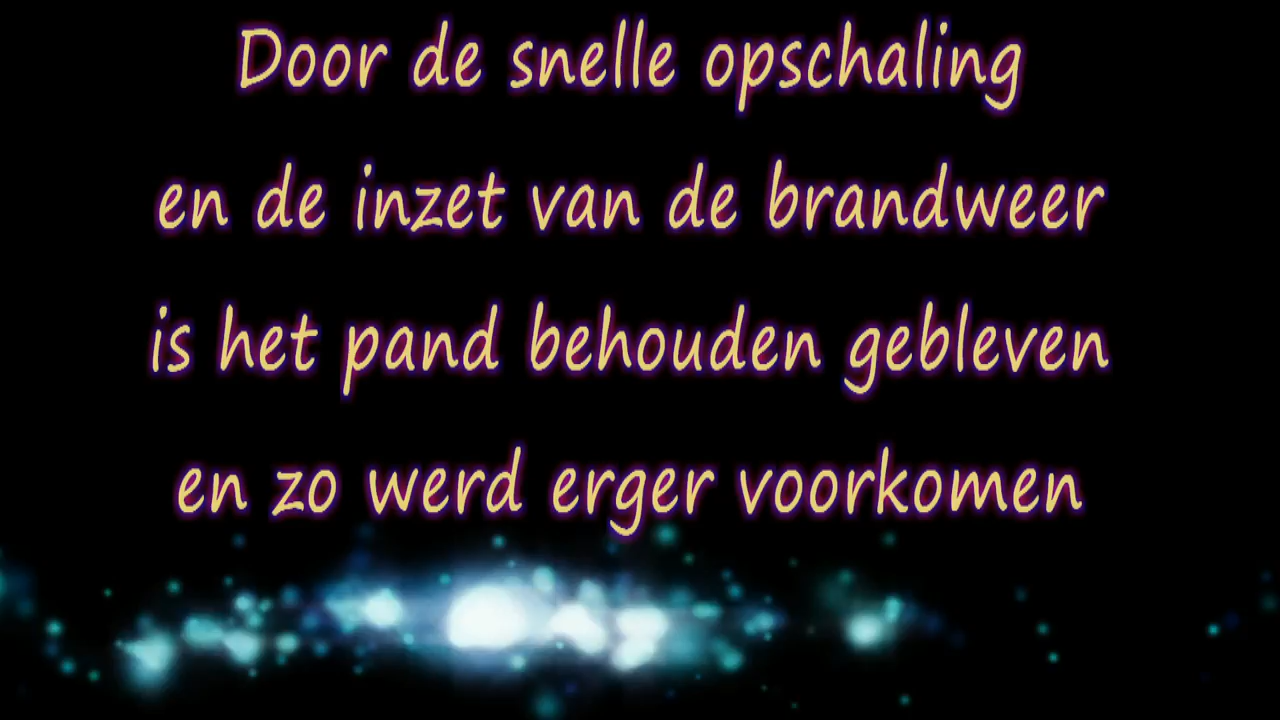 Door de snelle opschaling
en de inzet van de brandweer
is het pand behouden gebleven
en zo werd erger voorkomen